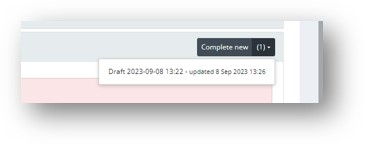 Complete new (1)
Draft 2023-09-08 13:22 - updated 8 Sep 2023 13:26